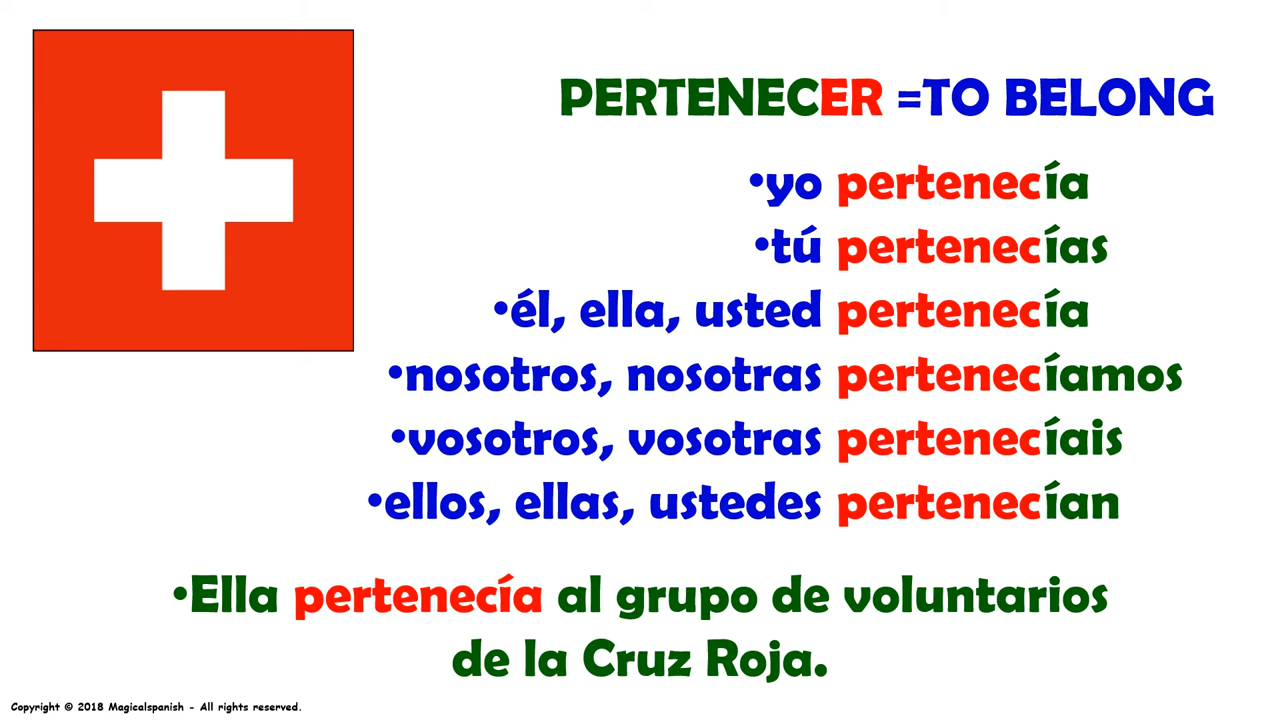 PERTENECER =TO BELONG
•yo pertenecía
•tú pertenecías
•él, ella, usted pertenecía
•nosotros, nosotras pertenecíamos
•vosotros, vosotras pertenecíais
•ellos, ellas, ustedes pertenecían
•Ella pertenecía al grupo de voluntarios
de la Cruz Roja.
Copyright © 2018 Magicalspanish - All rights reserved.